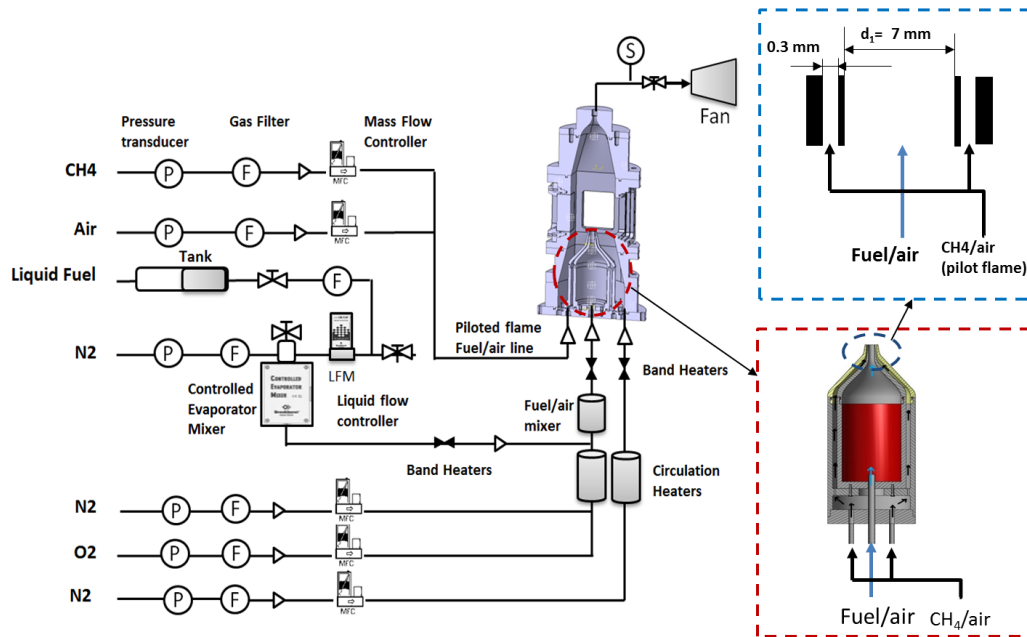 Pressure
transducer
Gas Filter
Mass Flow
Controller
CH4
P
F
MFC
Air
P
F
MFC
Liquid Fuel
Tank
F
N2
P
F
LFM
CONTROLLED
EVAPORATOR
MIXER
Controlled
Evaporator
Mixer
Liquid flow
controller
Piloted flame
Fuel/air line
Band Heaters
Fuel/air
mixer
Band Heaters
Circulation
Heaters
N2
P
F
MFC
O2
P
F
MFC
N2
P
F
MFC
S
Fan
d1= 7 mm
0.3 mm
Fuel/air
CH4/air
(pilot flame)
Fuel/air
CH4/air